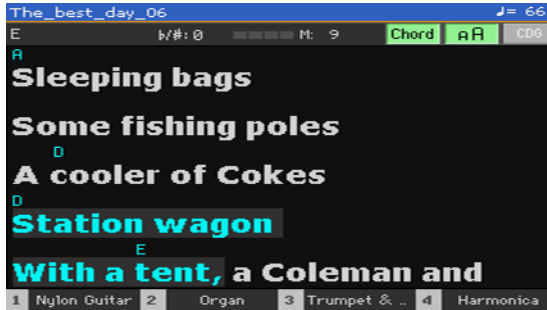 The_best_day_06 ♩= 66
E b/#:0 M: 9 Chord AA CDG
A
Sleeping bags
Some fishing poles
D
A cooler of Cokes
D
Station wagon
E
With a tent, a Coleman and
1 Nylon Guitar 2 Organ 3 Trumpet & .. 4 Harmonica